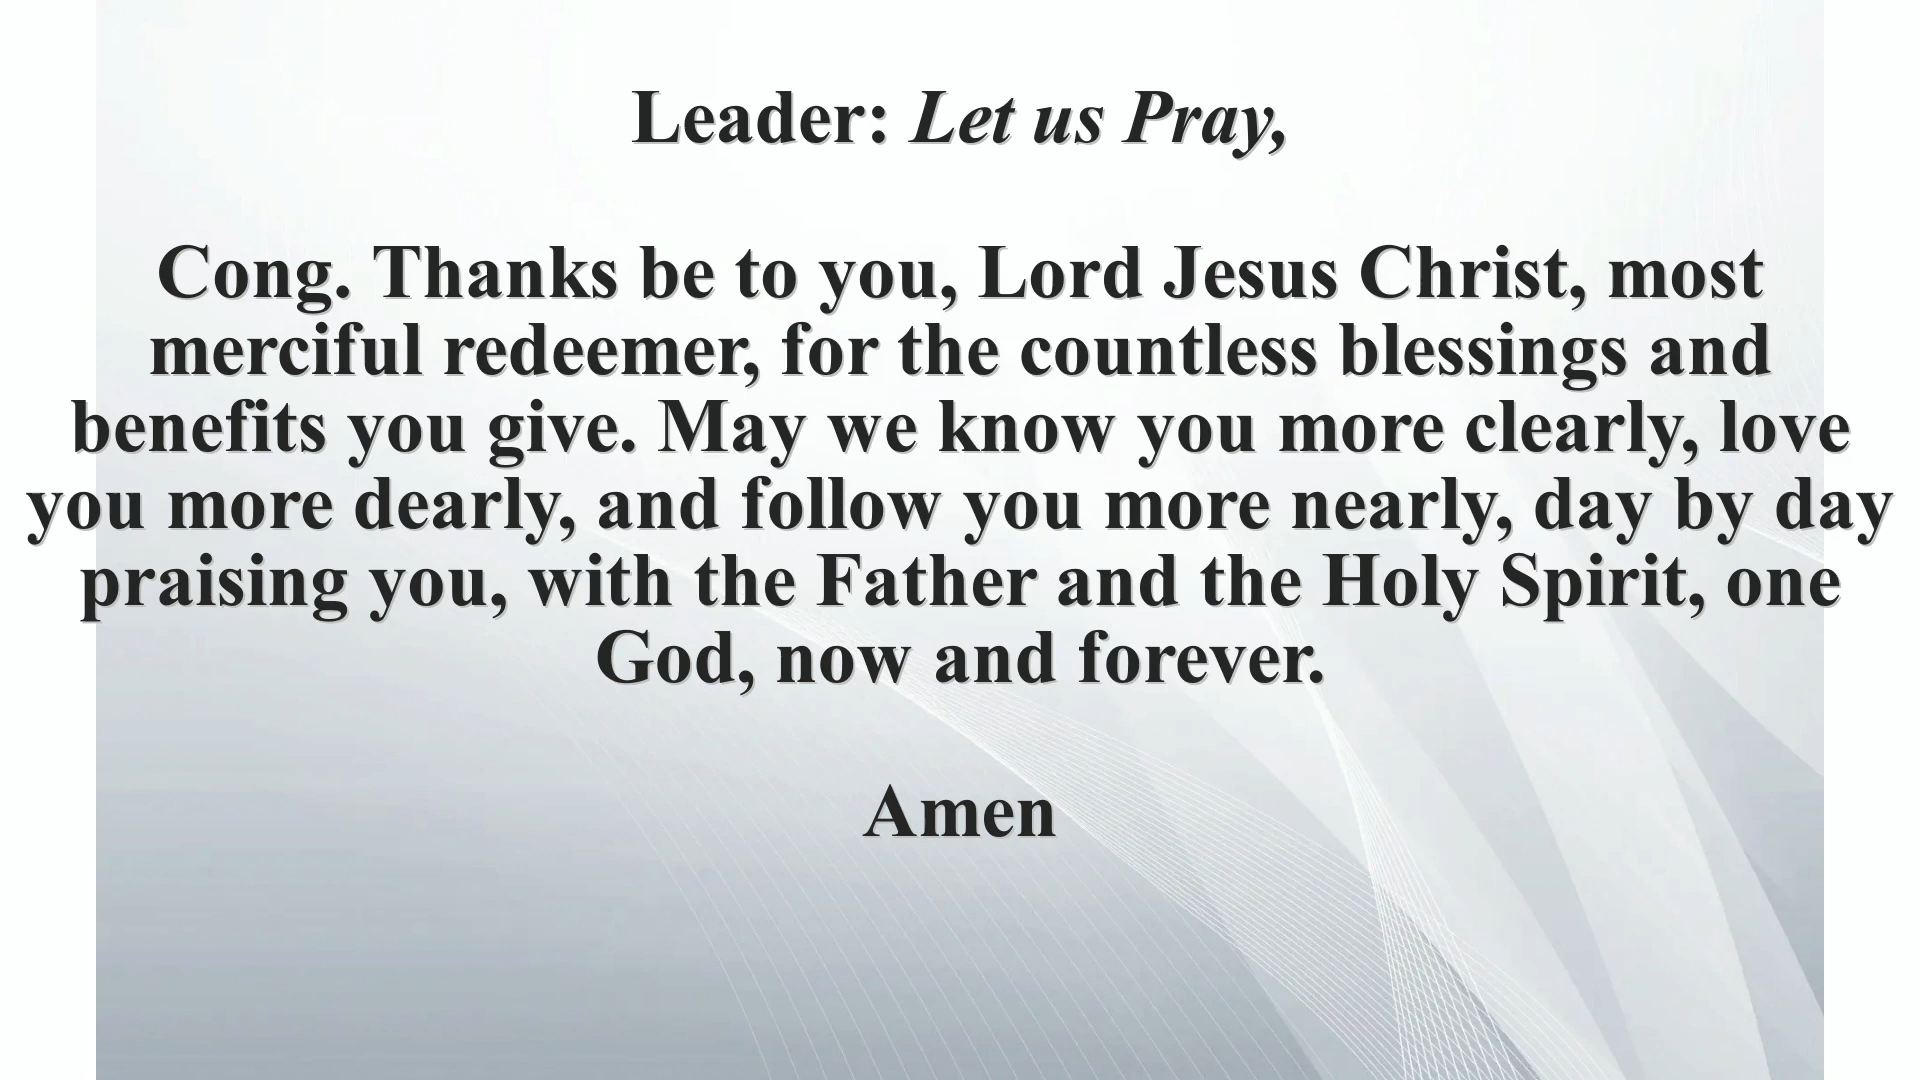 Leader: Let us Pray,
Cong. Thanks be to you, Lord Jesus Christ, most
merciful redeemer, for the countless blessings and
benefits you give. May we know you more clearly, love
you more dearly, and follow you more nearly, day by day
praising you, with the Father and the Holy Spirit, one
God, now and forever.
Amen